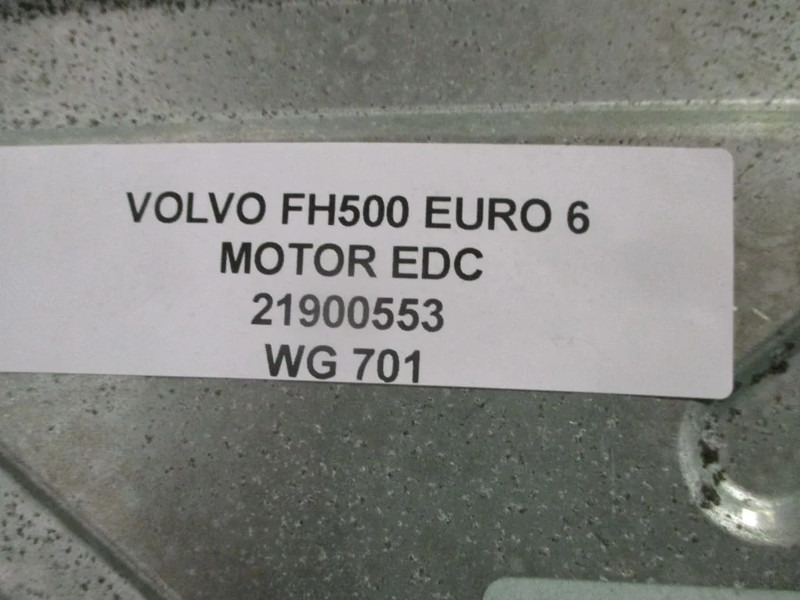 VOLVO FH500 EURO 6
MOTOR EDC
21900553
WG 701